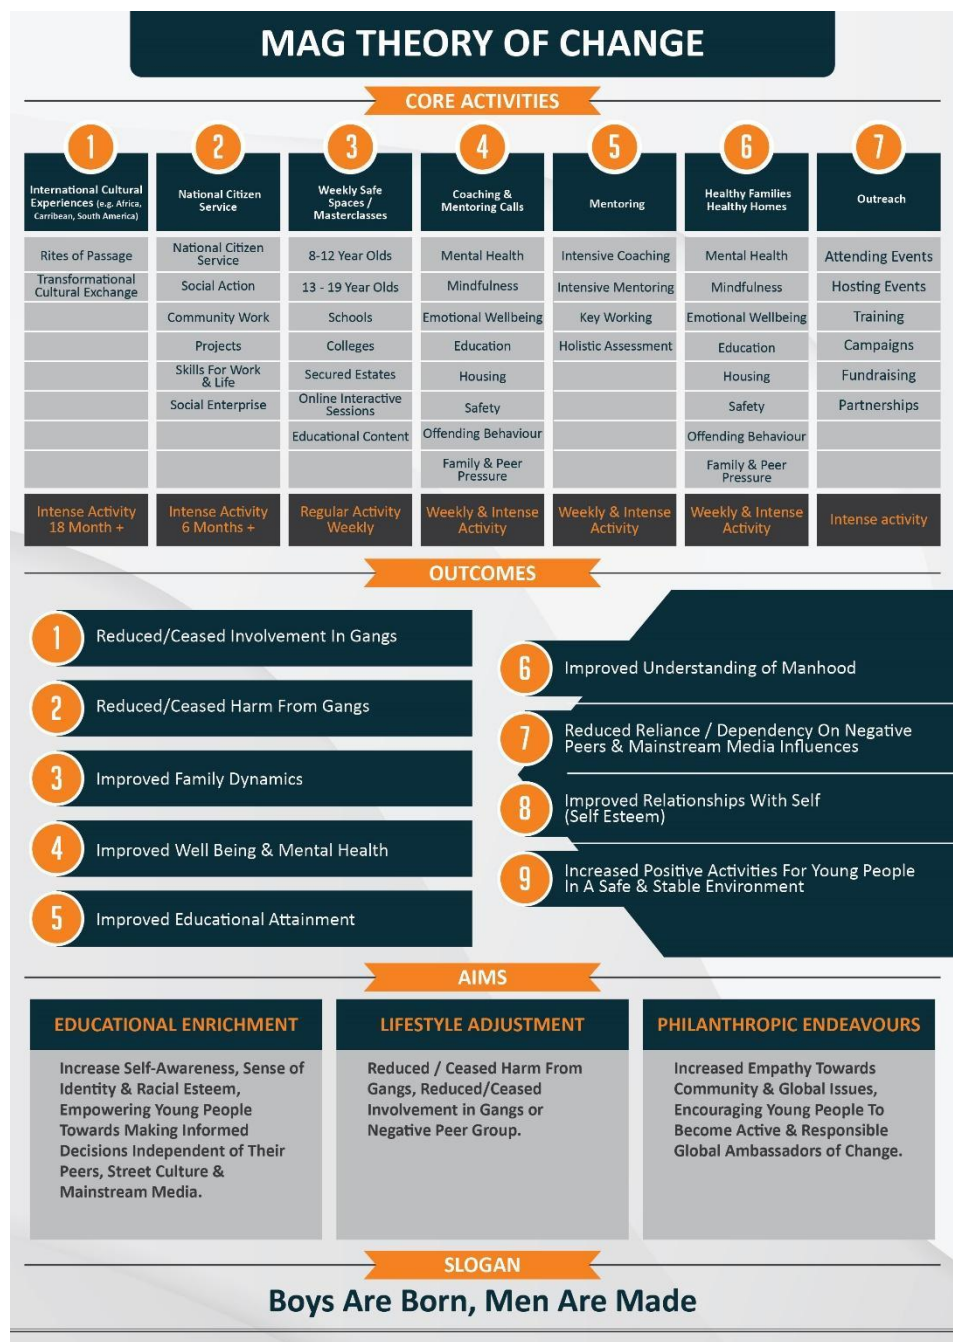 MAG THEORY OF CHANGE
CORE ACTIVITIES
1
International Cultural
Experiences (e.g. Africa,
Carribean, South America)
Rites of Passage
Transformational
Cultural Exchange
Intense Activity
18 Month +
2
National Citizen
Service
National Citizen
Service
Social Action
Community Work
Projects
Skills For Work
& Life
Social Enterprise
Intense Activity
6 Months +
3
Weekly Safe
Spaces /
Masterclasses
8-12 Year Olds
13 - 19 Year Olds
Schools
Colleges
Secured Estates
Online Interactive
Sessions
Educational Content
Regular Activity
Weekly
4
Coaching &
Mentoring Calls
Mental Health
Mindfulness
Emotional Wellbeing
Education
Housing
Safety
Offending Behaviour
Family & Peer
Pressure
Weekly & Intense
Activity
5
Mentoring
Intensive Coaching
Intensive Mentoring
Key Working
Holistic Assessment
Weekly & Intense
Activity
6
Healthy Families
Healthy Homes
Mental Health
Mindfulness
Emotional Wellbeing
Education
Housing
Safety
Offending Behaviour
Family & Peer
Pressure
Weekly & Intense
Activity
7
Outreach
Attending Events
Hosting Events
Training
Campaigns
Fundraising
Partnerships
Intense activity
OUTCOMES
1
Reduced/Ceased Involvement In Gangs
2
Reduced/Ceased Harm From Gangs
3
Improved Family Dynamics
4
Improved Well Being & Mental Health
5
Improved Educational Attainment
6
Improved Understanding of Manhood
7
Reduced Reliance / Dependency On Negative
Peers & Mainstream Media Influences
8
Improved Relationships With Self
(Self Esteem)
9
Increased Positive Activities For Young People
In A Safe & Stable Environment
AIMS
EDUCATIONAL ENRICHMENT
Increase Self-Awareness, Sense of
Identity & Racial Esteem,
Empowering Young People
Towards Making Informed
Decisions Independent of Their
Peers, Street Culture &
Mainstream Media.
LIFESTYLE ADJUSTMENT
Reduced / Ceased Harm From
Gangs, Reduced/Ceased
Involvement in Gangs or
Negative Peer Group.
PHILANTHROPIC ENDEAVOURS
Increased Empathy Towards
Community & Global Issues,
Encouraging Young People To
Become Active & Responsible
Global Ambassadors of Change.
SLOGAN
Boys Are Born, Men Are Made